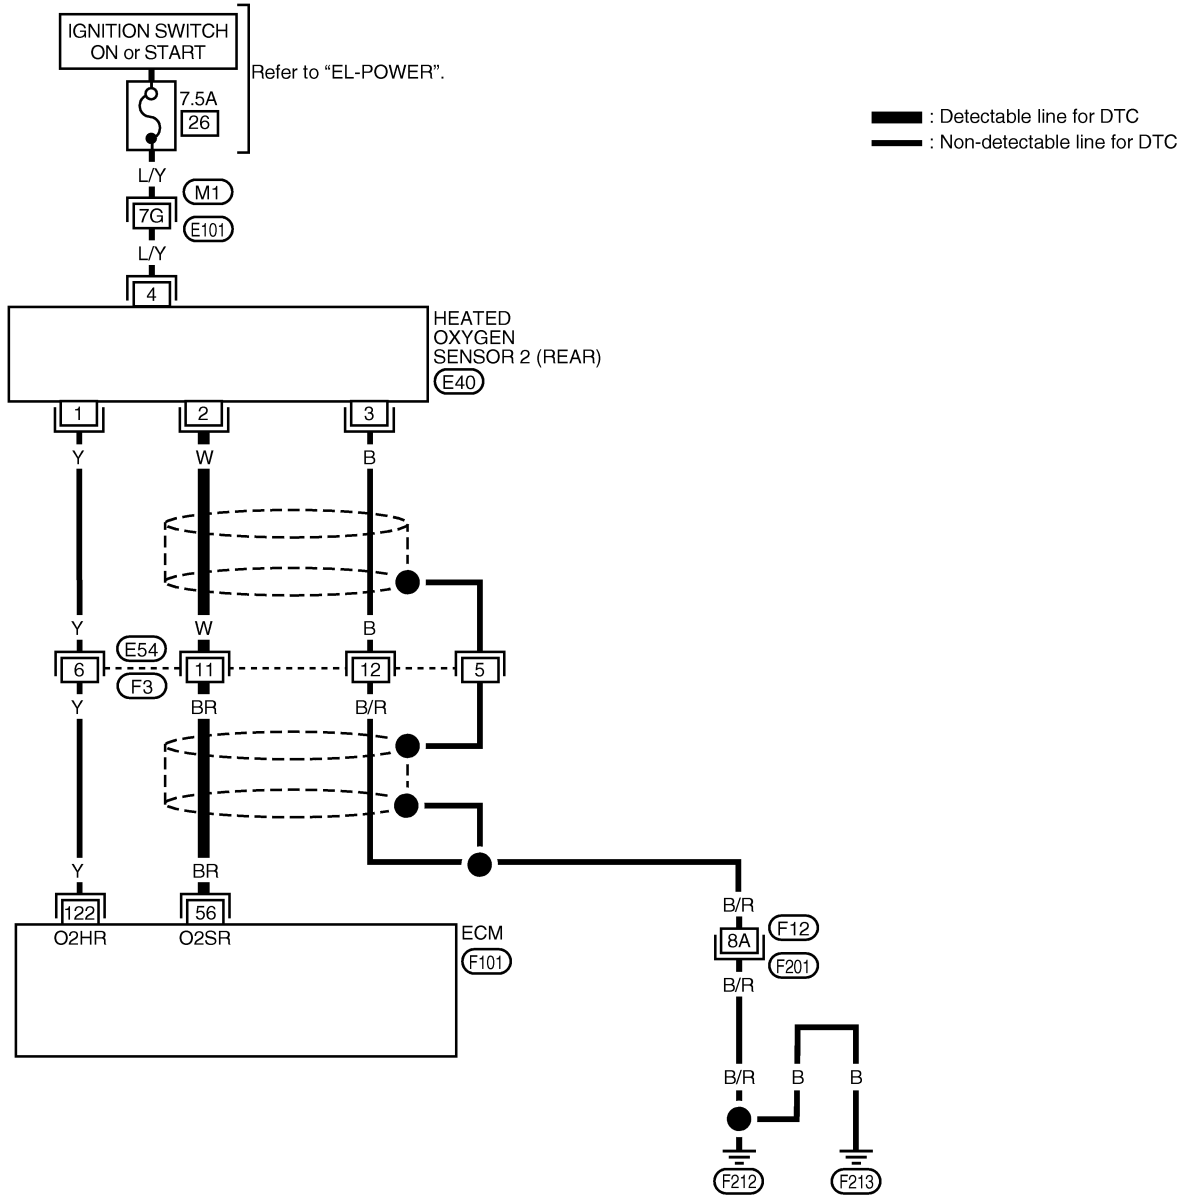 IGNITION SWITCH
ON or START
Refer to “EL-POWER”.
7.5A
26
: Detectable line for DTC
: Non-detectable line for DTC
L/Y
M1
7G
E101
L/Y
4
HEATED
OXYGEN
SENSOR 2 (REAR)
E40
1 2 3
Y W B
Y W B
E54
6 11 12 5
F3
Y BR B/R
Y BR
122 56
O2HR O2SR
ECM
F101
B/R
F12
8A
F201
B/R
B/R B B
F212 F213